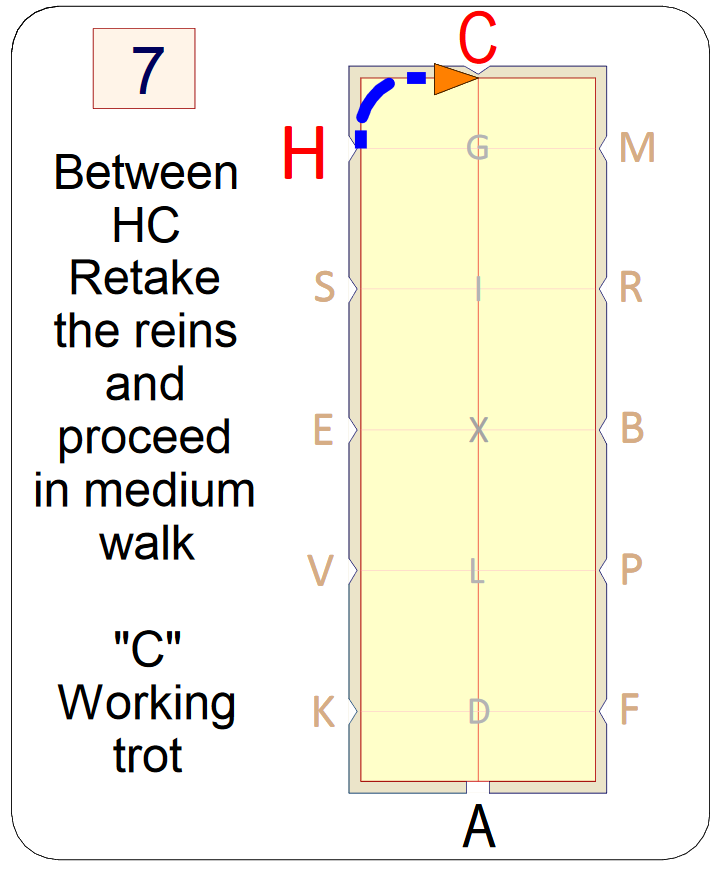 7
Between
HC
Retake
the reins
and
proceed
in medium
walk
"C"
Working
trot
C
H G M
S I R
E X B
V L P
K D F
A